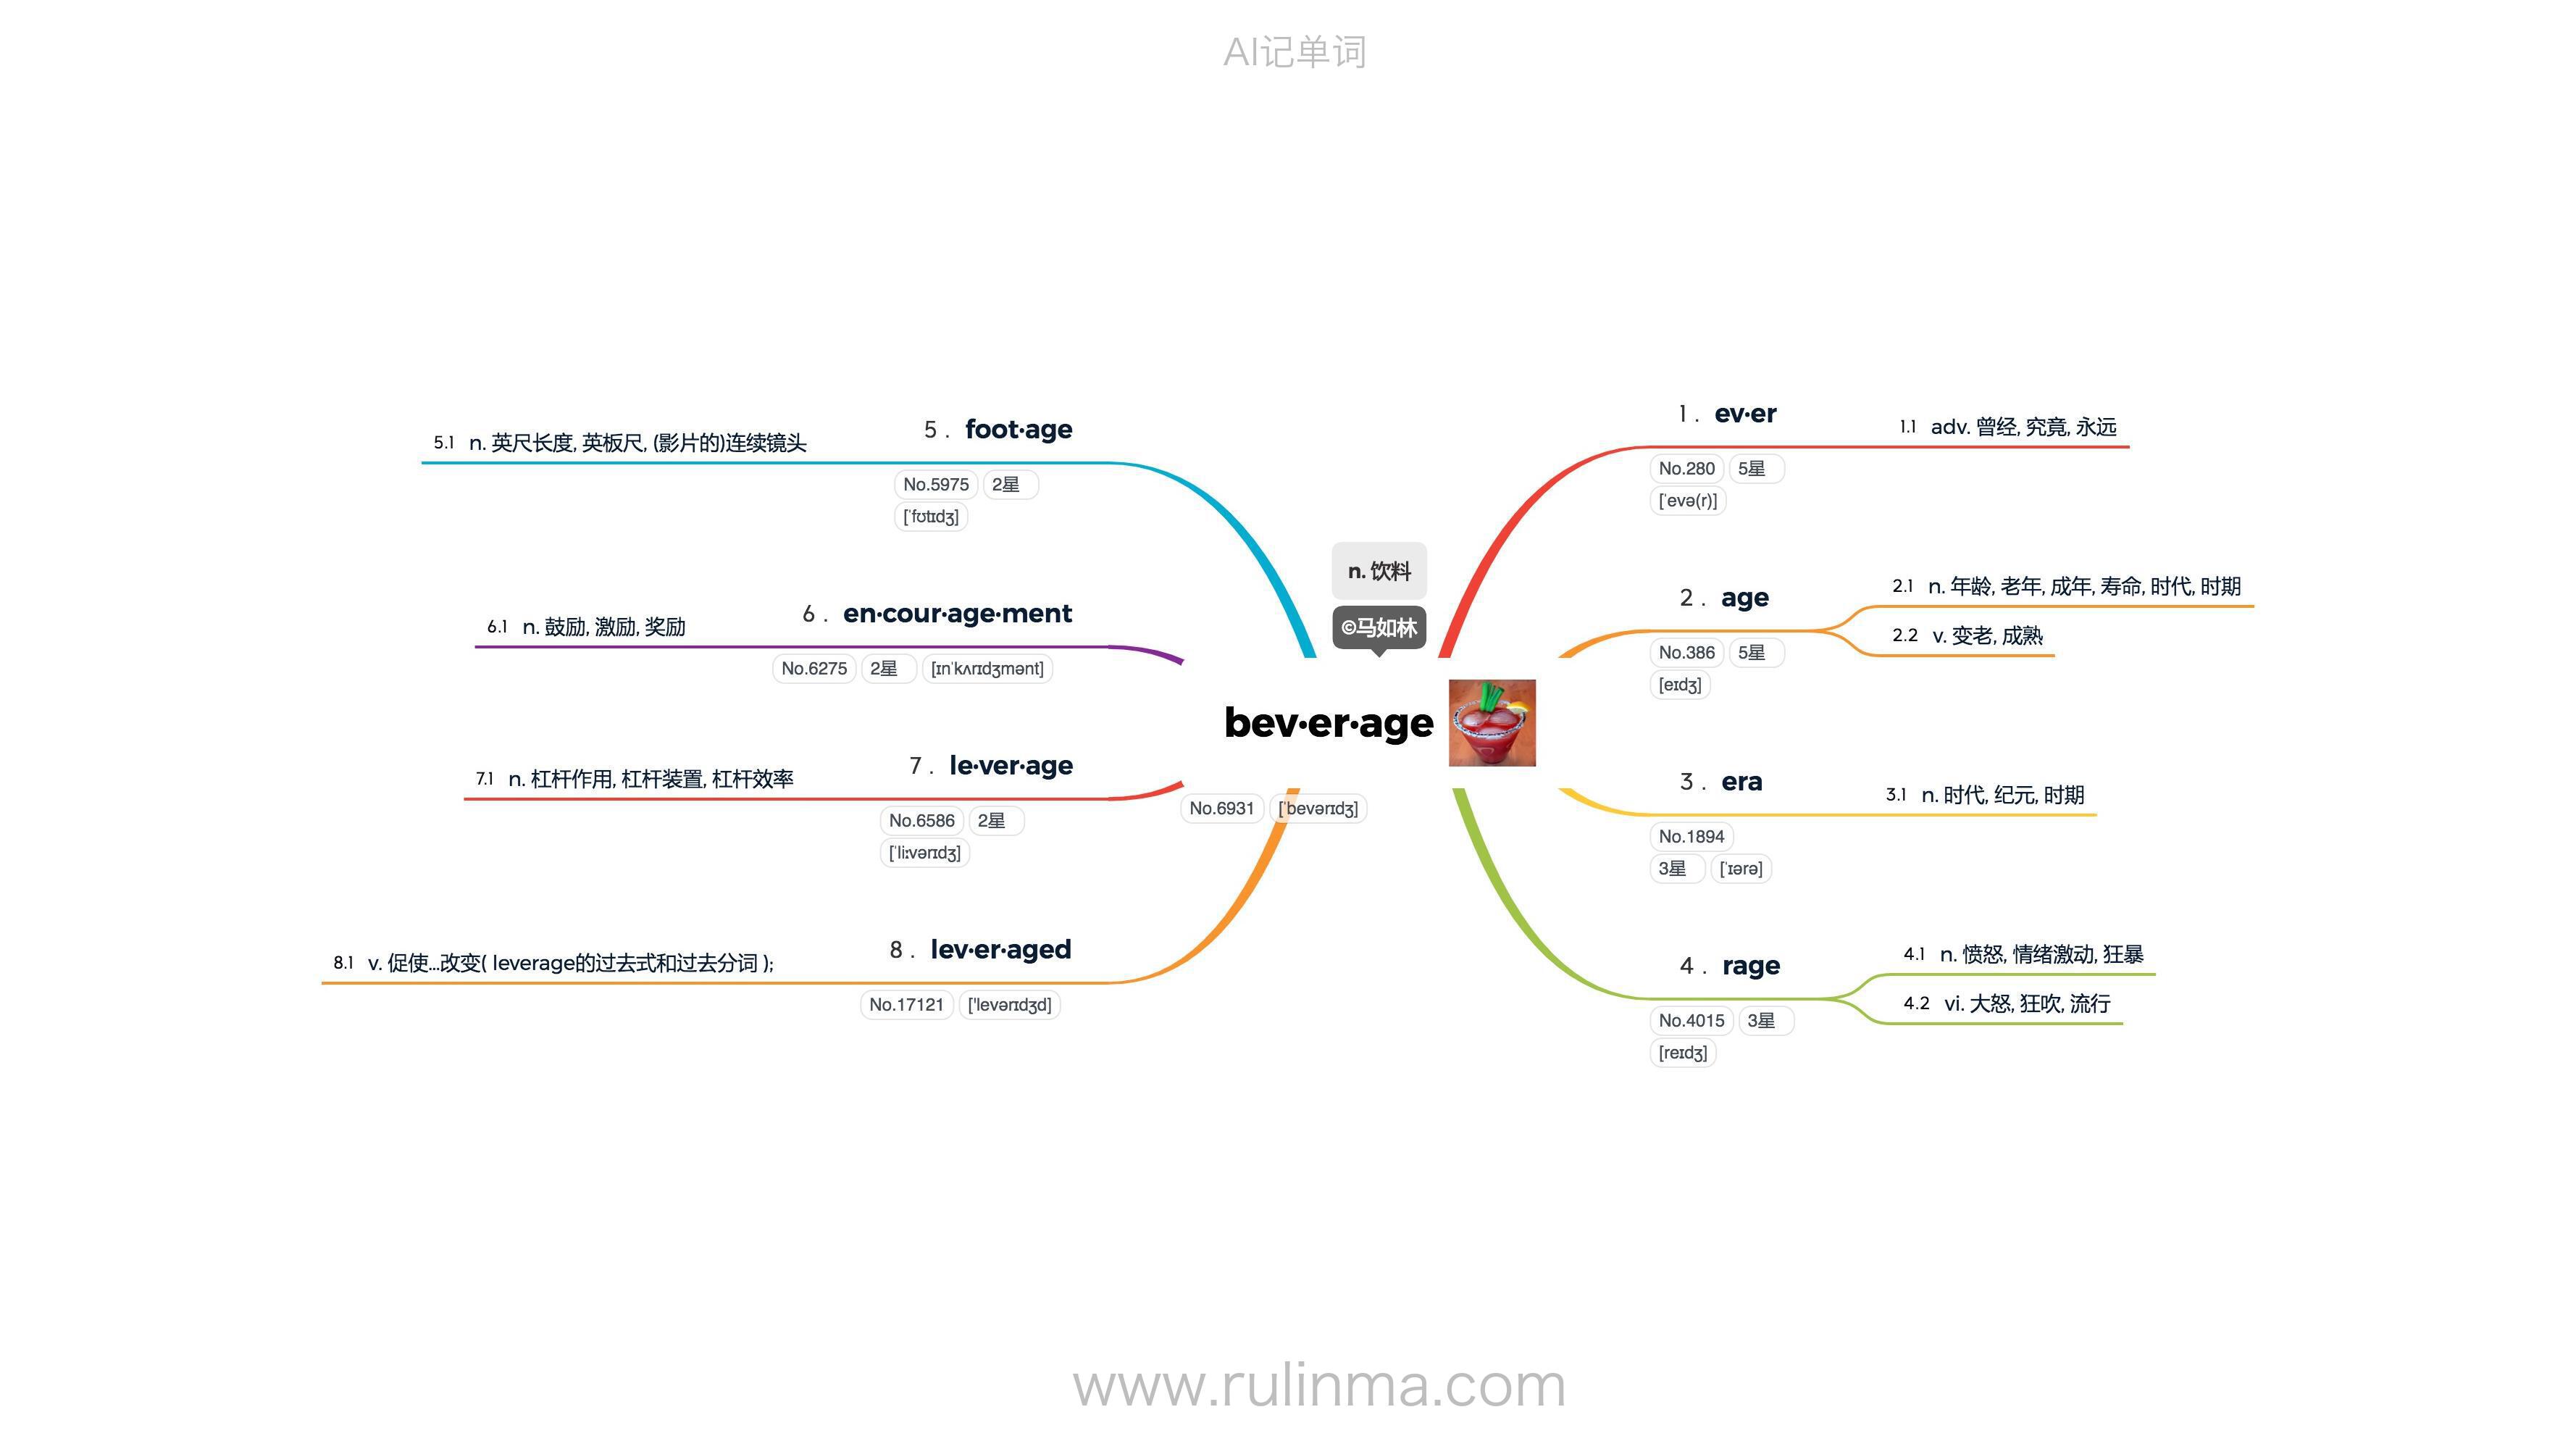 AI记单词
n. 饮料
©马如林
bev·er·age
No.6931 [ˈbevərɪdʒ]
1 . ev·er
No.280 5星
[ˈevə(r)]
1.1 adv. 曾经, 究竟, 永远
2 . age
No.386 5星
[eɪdʒ]
2.1 n. 年龄, 老年, 成年, 寿命, 时代, 时期
2.2 v. 变老, 成熟
3 . era
No.1894
3星 [ˈɪərə]
3.1 n. 时代, 纪元, 时期
4 . rage
No.4015 3星
[reɪdʒ]
4.1 n. 愤怒, 情绪激动, 狂暴
4.2 vi. 大怒, 狂吹, 流行
5 . foot·age
No.5975 2星
[ˈfʊtɪdʒ]
5.1 n. 英尺长度, 英板尺, (影片的)连续镜头
6 . en·cour·age·ment
No.6275 2星 [ɪnˈkʌrɪdʒmənt]
6.1 n. 鼓励, 激励, 奖励
7 . le·ver·age
No.6586 2星
[ˈliːvərɪdʒ]
7.1 n. 杠杆作用, 杠杆装置, 杠杆效率
8 . lev·er·aged
No.17121 ['levərɪdʒd]
8.1 v. 促使...改变( leverage的过去式和过去分词 );
www.rulinma.com